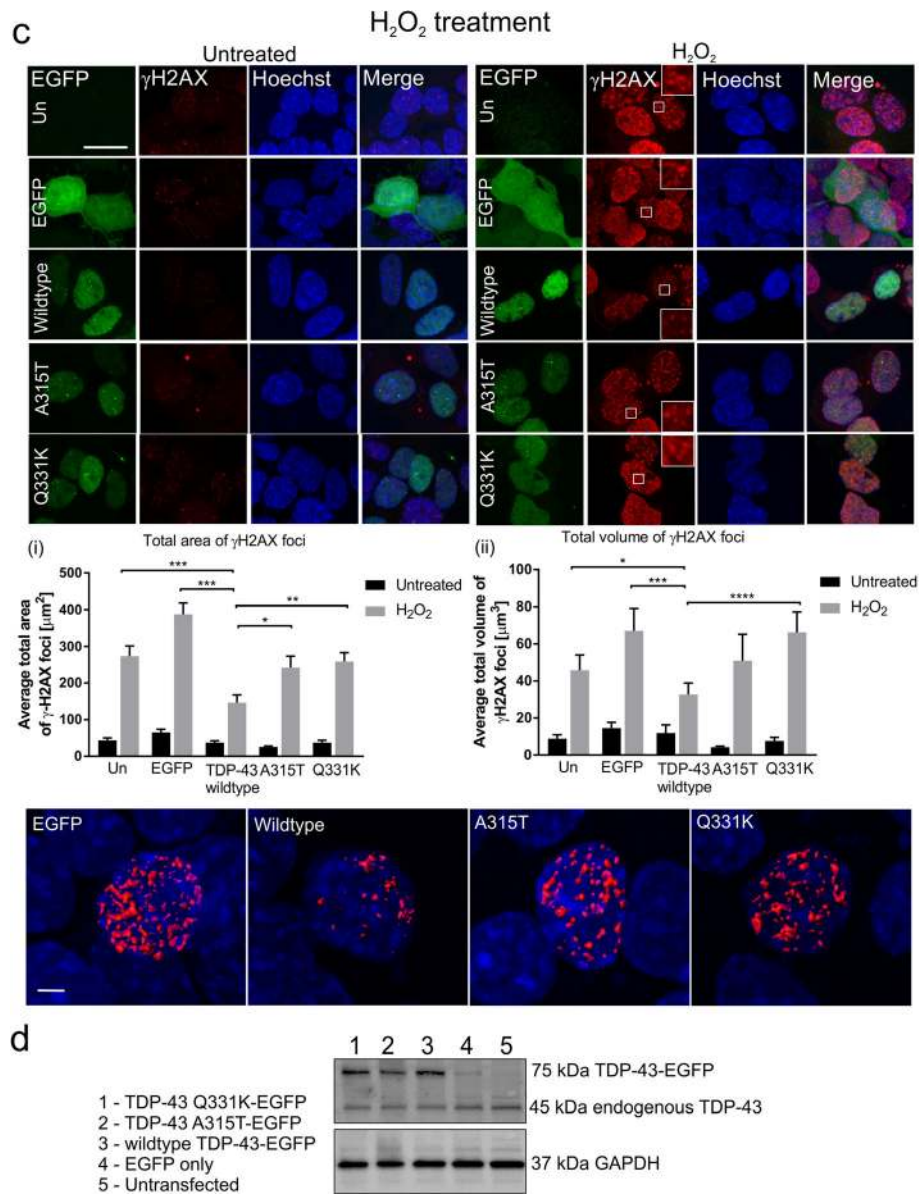 c
H₂O₂ treatment
Untreated
H₂O₂
EGFP γH2AX Hoechst Merge
EGFP γH2AX Hoechst Merge
Un
Un
EGFP
EGFP
Wildtype
Wildtype
A315T
A315T
Q331K
Q331K
(i)
Total area of γH2AX foci
***
***
**
*
Untreated
H₂O₂
Average total area
of γ-H2AX foci [μm²]
500
400
300
200
100
0
Un EGFP TDP-43 A315T Q331K
wildtype
(ii)
Total volume of γH2AX foci
*
***
****
Untreated
H₂O₂
Average total volume of
γH2AX foci [μm³]
100
80
60
40
20
0
Un EGFP TDP-43 A315T Q331K
wildtype
EGFP
Wildtype
A315T
Q331K
d
1 2 3 4 5
75 kDa TDP-43-EGFP
45 kDa endogenous TDP-43
37 kDa GAPDH
1 - TDP-43 Q331K-EGFP
2 - TDP-43 A315T-EGFP
3 - wildtype TDP-43-EGFP
4 - EGFP only
5 - Untransfected